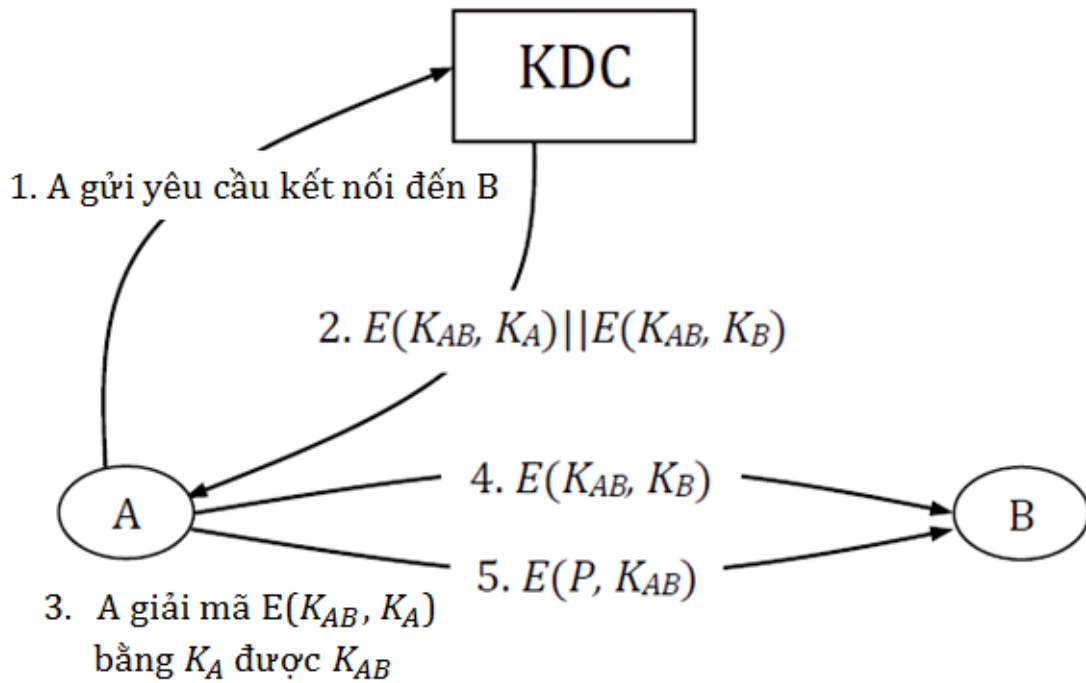 KDC
1. A gửi yêu cầu kết nối đến B
2. E(K_AB, K_A)||E(K_AB, K_B)
A
4. E(K_AB, K_B)
B
5. E(P, K_AB)
3. A giải mã E(K_AB, K_A)
bằng K_A được K_AB